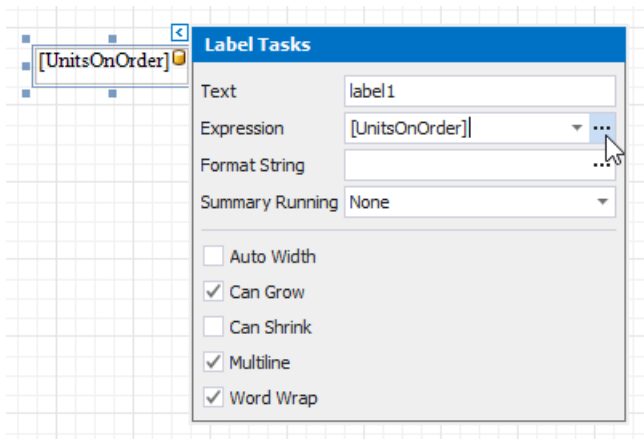 [UnitsOnOrder]
Label Tasks
Text label1
Expression [UnitsOnOrder]
Format String
Summary Running None
Auto Width
Can Grow
Can Shrink
Multiline
Word Wrap